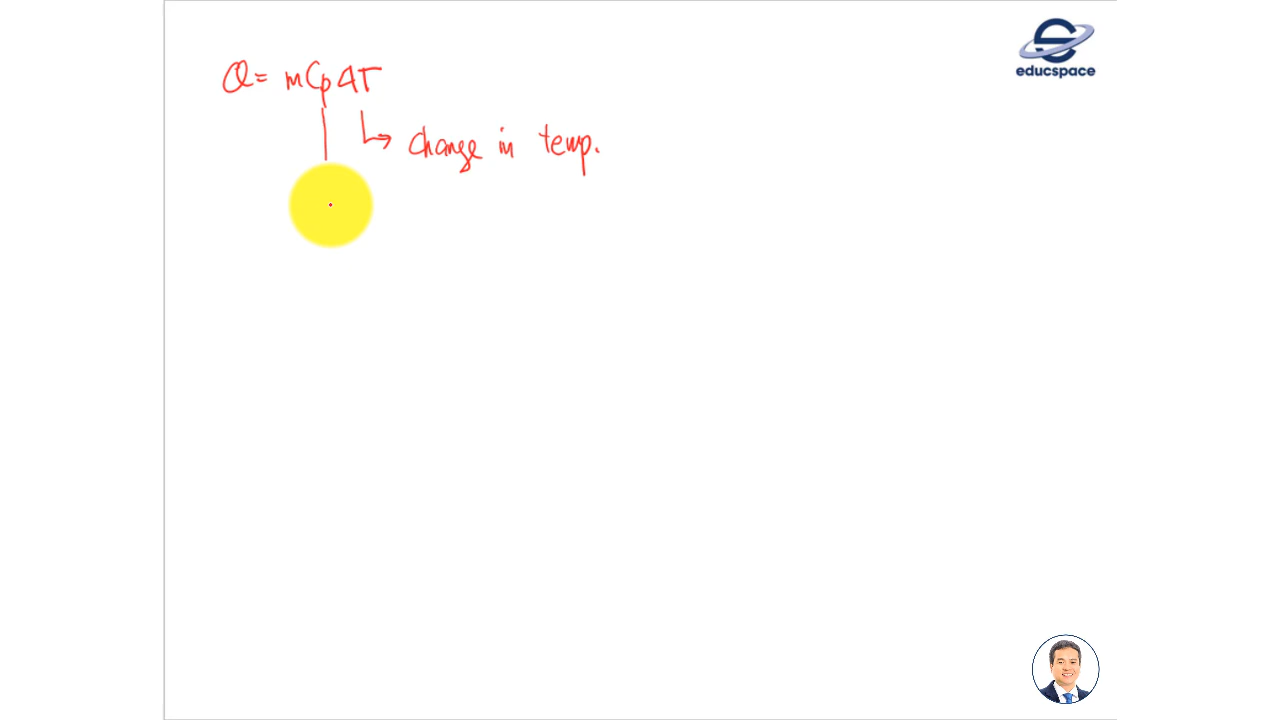 Q = mCpΔT
change in temp.
educspace